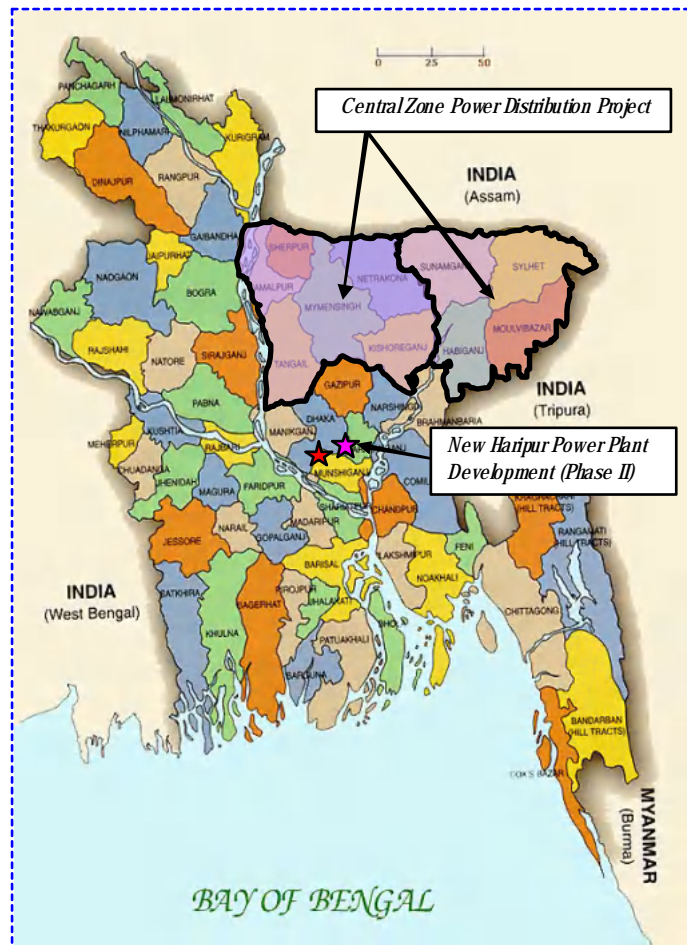 0 25 50
PANCHAGARH
LALMONIRHAT
THAKURGAON
NILPHAMARI
KURIGRAM
Central Zone Power Distribution Project
DINAJPUR
RANGPUR
INDIA
(Assam)
GAIBANDHA
SHERPUR
SUNAMGANJ
SYLHET
JAIPURHAT
NADGAON
NETRAKONA
AMALPUR
BOGRA
MYMENSINGH
MOULVIBAZAR
NAWABGANJ
RAJSHAHI
NATORE
SIRAJGANJ
KISHOREGANJ
HABIGANJ
TANGAIL
GAZIPUR
INDIA
(Tripura)
PABNA
DHAKA
NARSHINGDI
BRAHMANBARIA
KUSHTIA
MANIKGANJ
MEHERPUR
RAJBARI
New Haripur Power Plant
Development (Phase II)
CHUADANGA
JHENIDAH
FARIDPUR
MUNSHIGANJ
COMIL
MAGURA
SHARIATPUR
CHANDPUR
KHAGRACHARI
(HILL TRACTS)
MADARIPUR
NARAIL
GOPALGANJ
JESSORE
RANGAMATI
(HILL TRACTS)
LAKSHMIPUR
FENI
BARISAL
NOAKHALI
INDIA
(West Bengal)
SATKHIRA
PIROJPUR
JHALAKATI
CHITTAGONG
KHULNA
BAGERHAT
BHOLA
PATUAKHALI
BARGUNA
BANDARBAN
(HILL TRACTS)
COX'S BAZAR
MYANMAR
(Burma)
BAY OF BENGAL